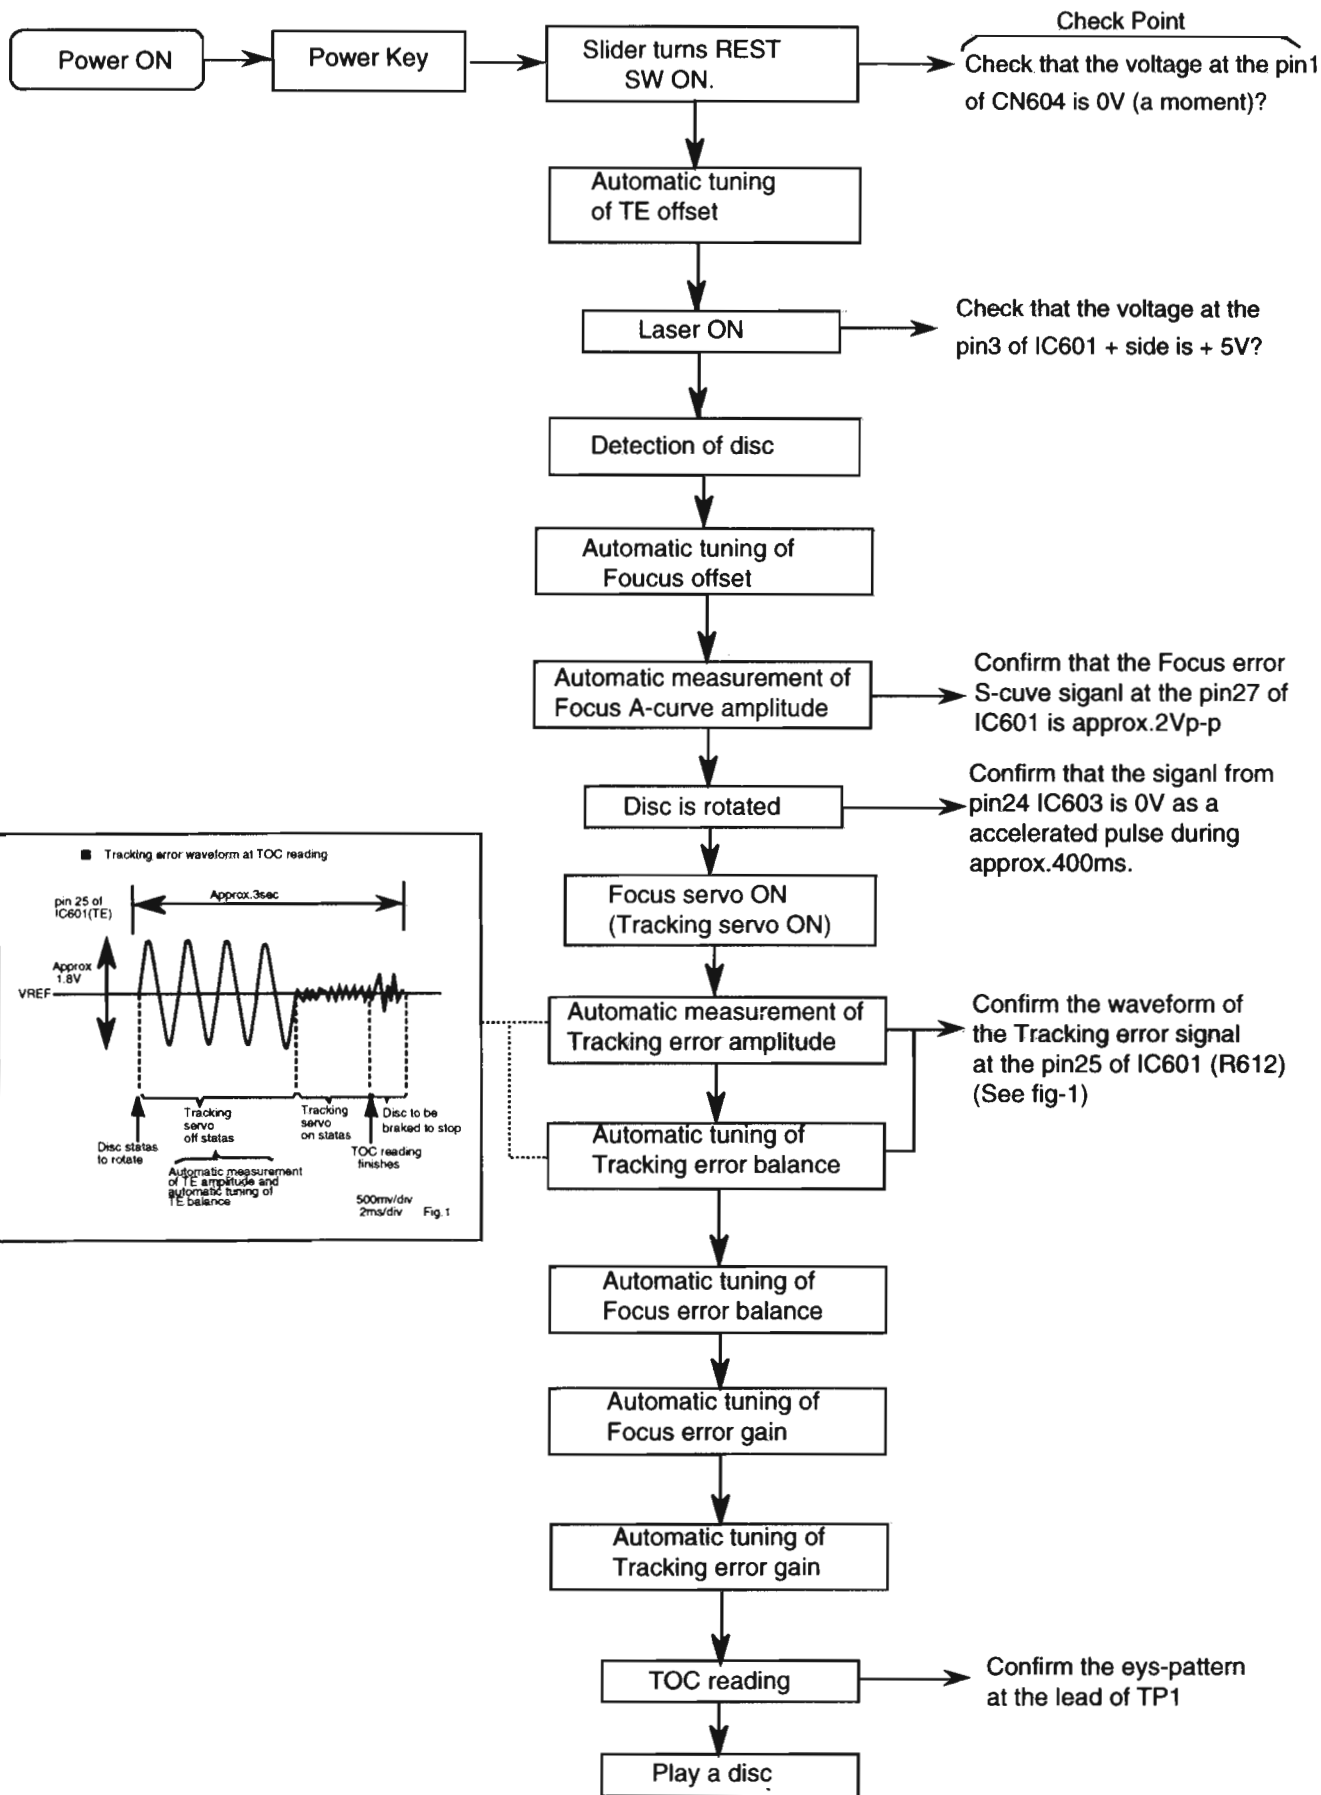 Check Point
Power ON
Power Key
Slider turns REST
SW ON.
Check that the voltage at the pin1
of CN604 is 0V (a moment)?
Automatic tuning
of TE offset
Laser ON
Check that the voltage at the
pin3 of IC601 + side is + 5V?
Detection of disc
Automatic tuning of
Foucus offset
Automatic measurement of
Focus A-curve amplitude
Confirm that the Focus error
S-cuve siganl at the pin27 of
IC601 is approx.2Vp-p
Disc is rotated
Confirm that the siganl from
pin24 IC603 is 0V as a
accelerated pulse during
approx.400ms.
Focus servo ON
(Tracking servo ON)
■ Tracking error waveform at TOC reading
pin 25 of
IC601(TE)
Approx.3sec
Approx
1.8V
VREF
Tracking
servo
off statas
Tracking
servo
on statas
Disc to be
braked to stop
Disc statas
to rotate
TOC reading
finishes
Automatic measurement
of TE amplitude and
automatic tuning of
TE balance
500mv/div
2ms/div
Fig.1
Automatic measurement of
Tracking error amplitude
Confirm the waveform of
the Tracking error signal
at the pin25 of IC601 (R612)
(See fig-1)
Automatic tuning of
Tracking error balance
Automatic tuning of
Focus error balance
Automatic tuning of
Focus error gain
Automatic tuning of
Tracking error gain
TOC reading
Confirm the eys-pattern
at the lead of TP1
Play a disc